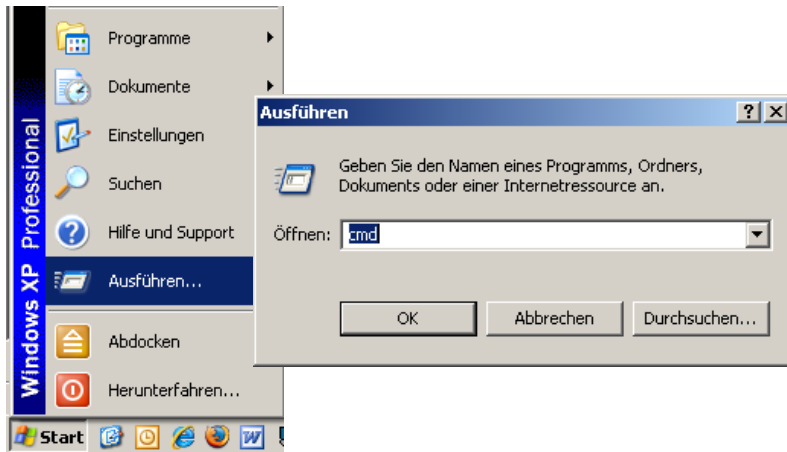 Programme
Dokumente
Einstellungen
Suchen
Hilfe und Support
Ausführen...
Abdocken
Herunterfahren...
Windows XP Professional
Start
Ausführen
Geben Sie den Namen eines Programms, Ordners,
Dokuments oder einer Internetressource an.
Öffnen: cmd
OK Abbrechen Durchsuchen...